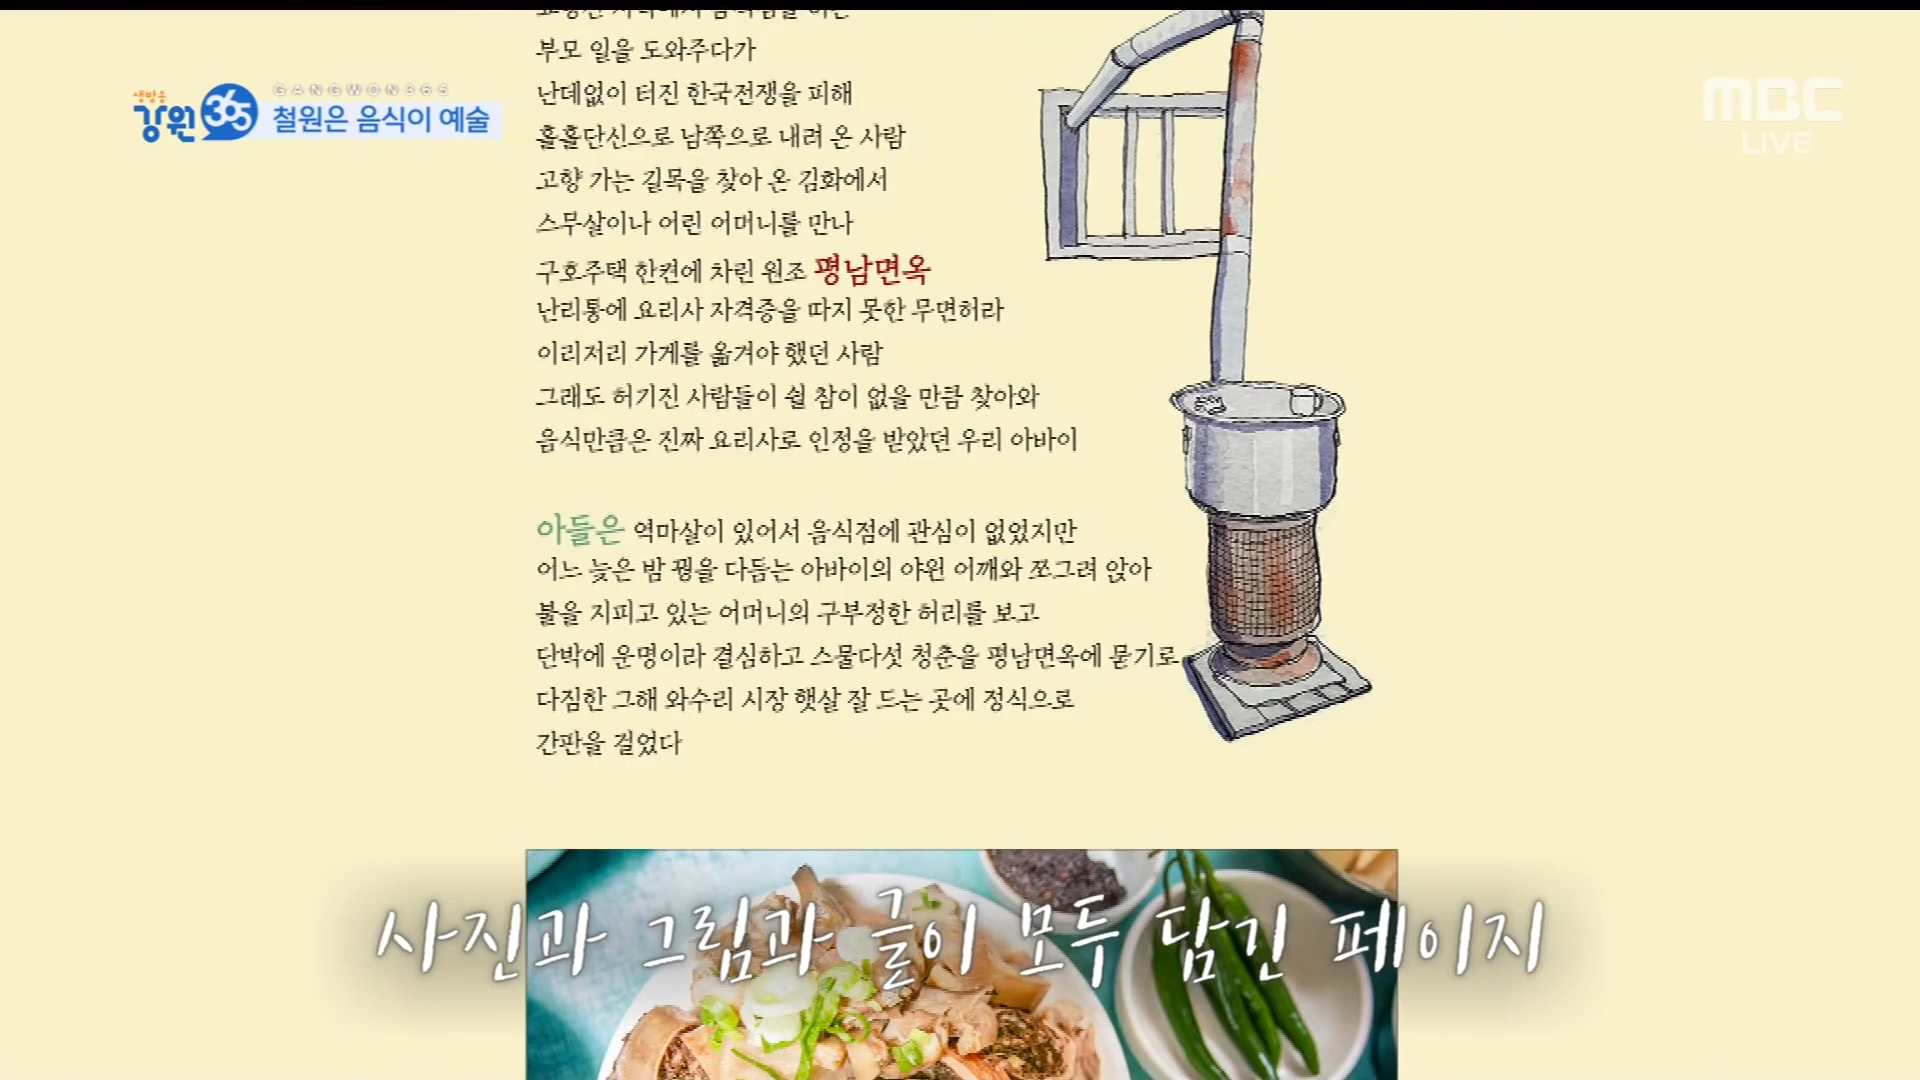 부모 일을 도와주다가
난데없이 터진 한국전쟁을 피해
홀홀단신으로 남쪽으로 내려 온 사람
고향 가는 길목을 찾아 온 김화에서
스무살이나 어린 어머니를 만나
구호주택 한켠에 차린 원조 평남면옥
난리통에 요리사 자격증을 따지 못한 무면허라
이리저리 가게를 옮겨야 했던 사람
그래도 허기진 사람들이 쉴 참이 없을 만큼 찾아와
음식만큼은 진짜 요리사로 인정을 받았던 우리 아바이
아들은 역마살이 있어서 음식점에 관심이 없었지만
어느 늦은 밤 꿩을 다듬는 아바이의 야윈 어깨와 쪼그려 앉아
불을 지피고 있는 어머니의 구부정한 허리를 보고
단박에 운명이라 결심하고 스물다섯 청춘을 평남면옥에 묻기로
다짐한 그해 와수리 시장 햇살 잘 드는 곳에 정식으로
간판을 걸었다
생방송
강원 365
GANGWON365
철원은 음식이 예술
MBC
LIVE
사진과 그림과 글이 모두 담긴 페이지